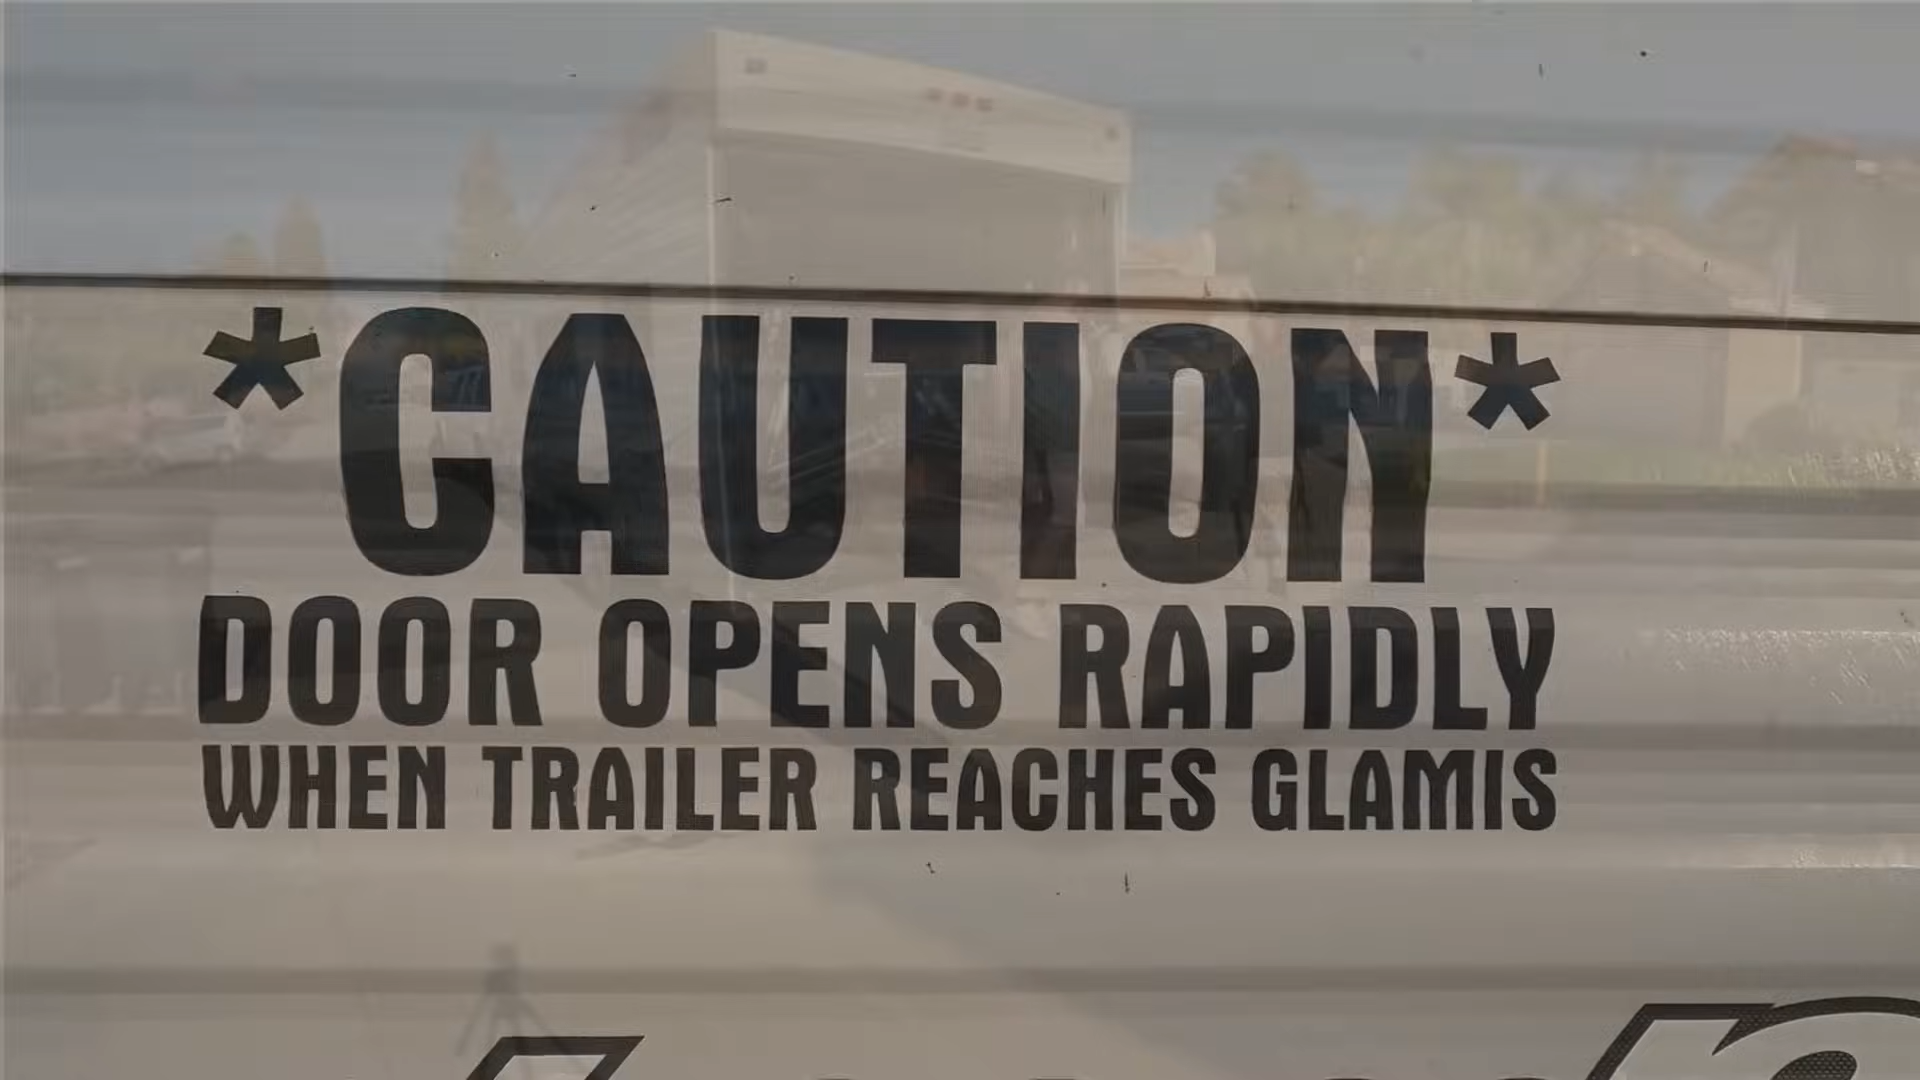 *CAUTION*
DOOR OPENS RAPIDLY
WHEN TRAILER REACHES GLAMIS